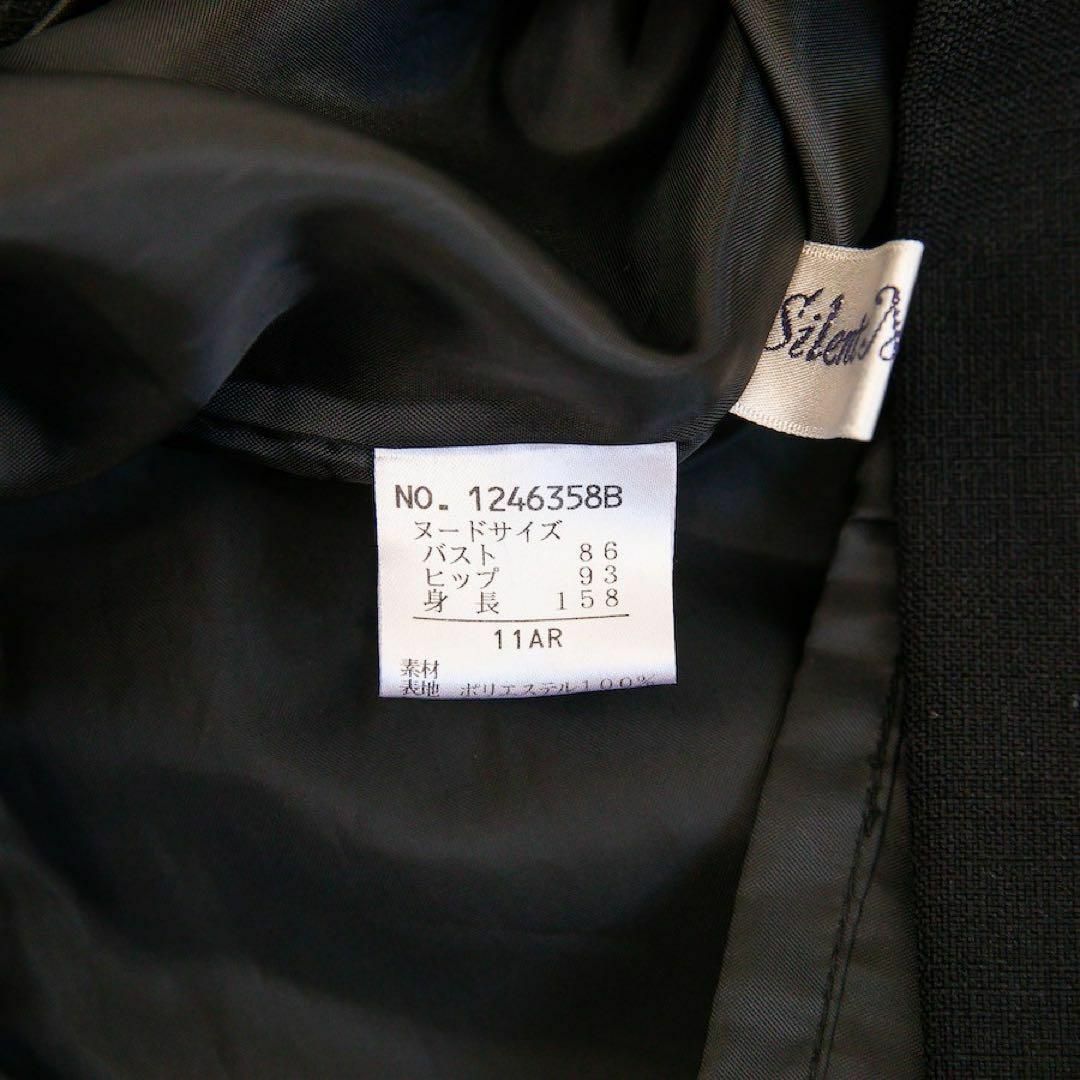 Silent
NO. 1246358B
ヌードサイズ
バスト 86
ヒップ 93
身長 158
11AR
素材
表地 ポリエステル100%